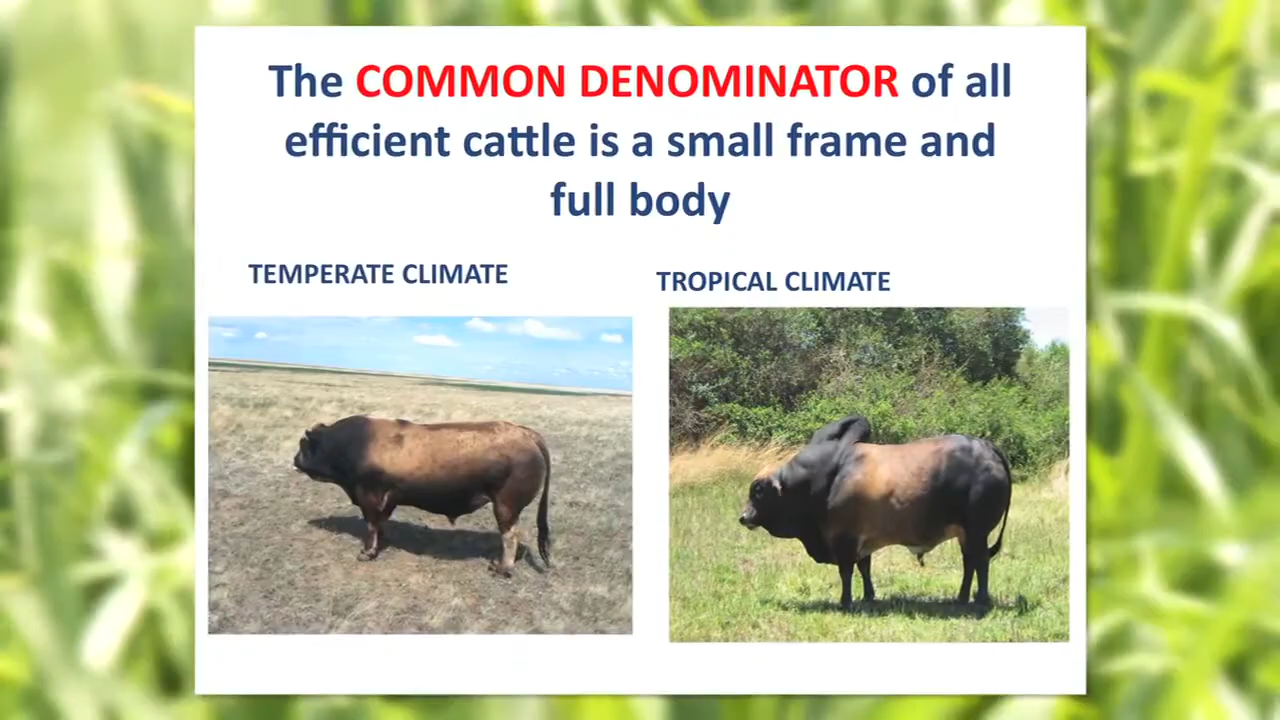 The COMMON DENOMINATOR of all
efficient cattle is a small frame and
full body
TEMPERATE CLIMATE
TROPICAL CLIMATE